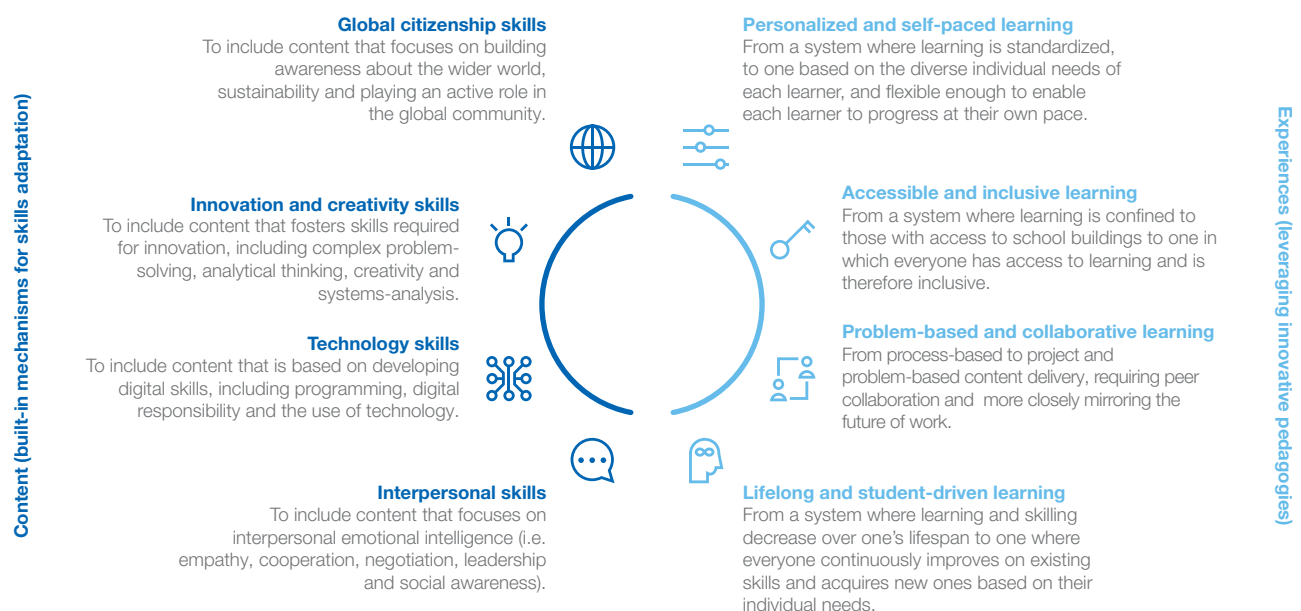 Content (built-in mechanisms for skills adaptation)
Global citizenship skills
To include content that focuses on building
awareness about the wider world,
sustainability and playing an active role in
the global community.
Innovation and creativity skills
To include content that fosters skills required
for innovation, including complex problem-
solving, analytical thinking, creativity and
systems-analysis.
Technology skills
To include content that is based on developing
digital skills, including programming, digital
responsibility and the use of technology.
Interpersonal skills
To include content that focuses on
interpersonal emotional intelligence (i.e.
empathy, cooperation, negotiation, leadership
and social awareness).
Personalized and self-paced learning
From a system where learning is standardized,
to one based on the diverse individual needs of
each learner, and flexible enough to enable
each learner to progress at their own pace.
Accessible and inclusive learning
From a system where learning is confined to
those with access to school buildings to one in
which everyone has access to learning and is
therefore inclusive.
Problem-based and collaborative learning
From process-based to project and
problem-based content delivery, requiring peer
collaboration and more closely mirroring the
future of work.
Lifelong and student-driven learning
From a system where learning and skilling
decrease over one's lifespan to one where
everyone continuously improves on existing
skills and acquires new ones based on their
individual needs.
Experiences (leveraging innovative pedagogies)